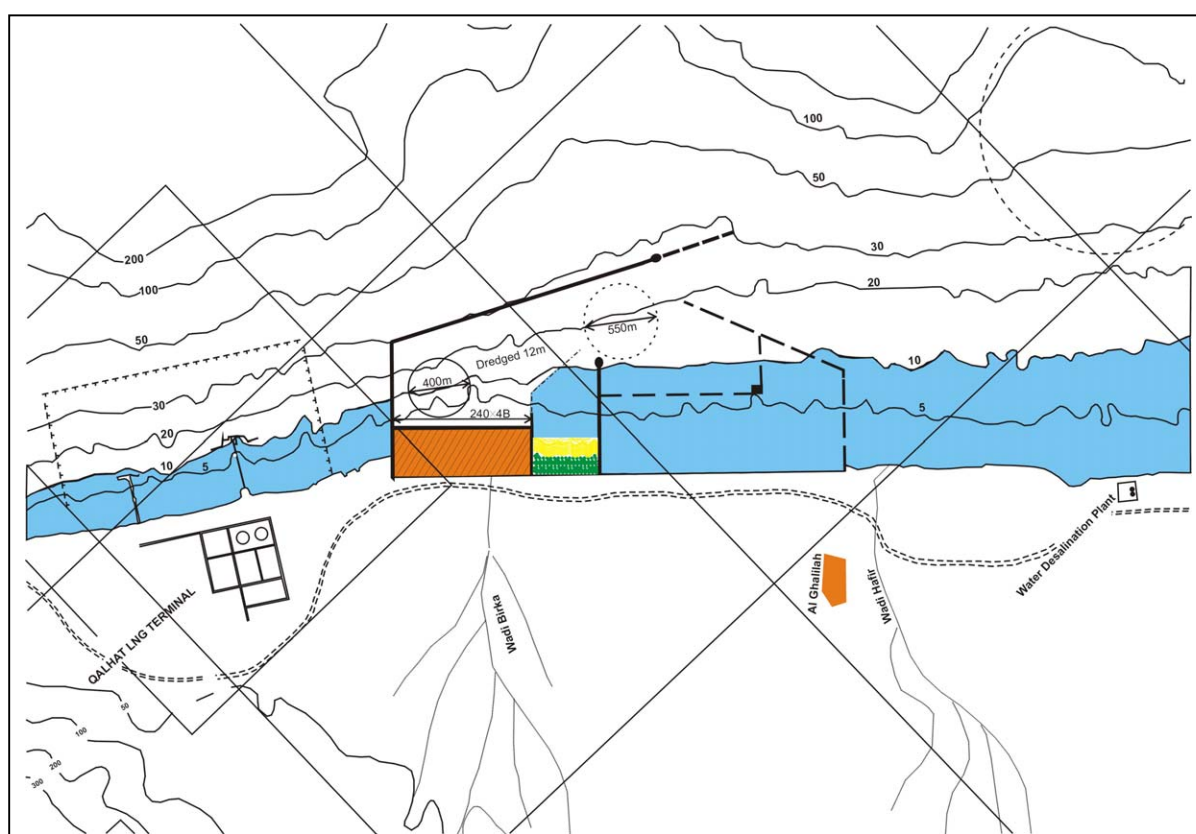 100
50
200
100
30
20
50
550m
Dredged 12m
10
400m
30
240×4B
5
20
10
5
Water Desalination Plant
Al Ghalilah
Wadi Hafir
Wadi Birka
QALHAT LNG TERMINAL
50
100
200
300